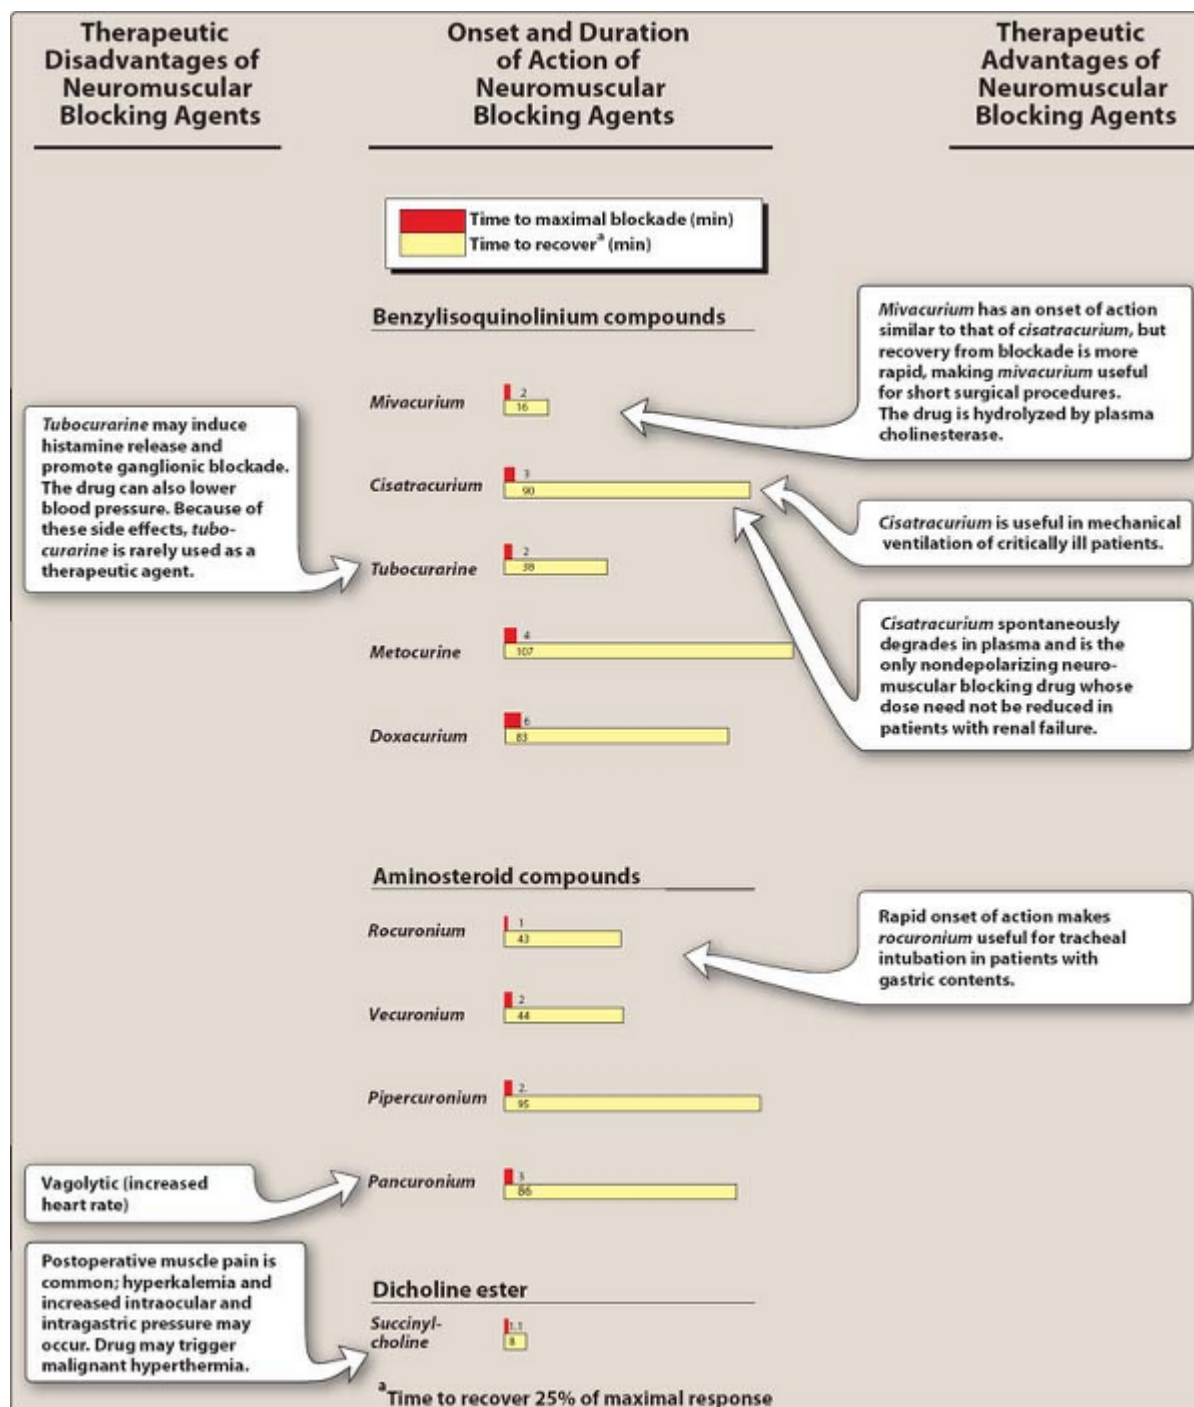 Therapeutic
Disadvantages of
Neuromuscular
Blocking Agents
Onset and Duration
of Action of
Neuromuscular
Blocking Agents
Therapeutic
Advantages of
Neuromuscular
Blocking Agents
Time to maximal blockade (min)
Time to recover^a (min)
Benzylisoquinolinium compounds
Mivacurium
2
16
Mivacurium has an onset of action
similar to that of cisatracurium, but
recovery from blockade is more
rapid, making mivacurium useful
for short surgical procedures.
The drug is hydrolyzed by plasma
cholinesterase.
Tubocurarine may induce
histamine release and
promote ganglionic blockade.
The drug can also lower
blood pressure. Because of
these side effects, tubo-
curarine is rarely used as a
therapeutic agent.
Cisatracurium
3
90
Cisatracurium is useful in mechanical
ventilation of critically ill patients.
Tubocurarine
2
38
Cisatracurium spontaneously
degrades in plasma and is the
only nondepolarizing neuro-
muscular blocking drug whose
dose need not be reduced in
patients with renal failure.
Metocurine
4
107
Doxacurium
6
83
Aminosteroid compounds
Rocuronium
1
43
Rapid onset of action makes
rocuronium useful for tracheal
intubation in patients with
gastric contents.
Vecuronium
2
44
Pipercuronium
2.
95
Vagolytic (increased
heart rate)
Pancuronium
3
86
Postoperative muscle pain is
common; hyperkalemia and
increased intraocular and
intragastric pressure may
occur. Drug may trigger
malignant hyperthermia.
Dicholine ester
Succinyl-
choline
1.1
8
^aTime to recover 25% of maximal response